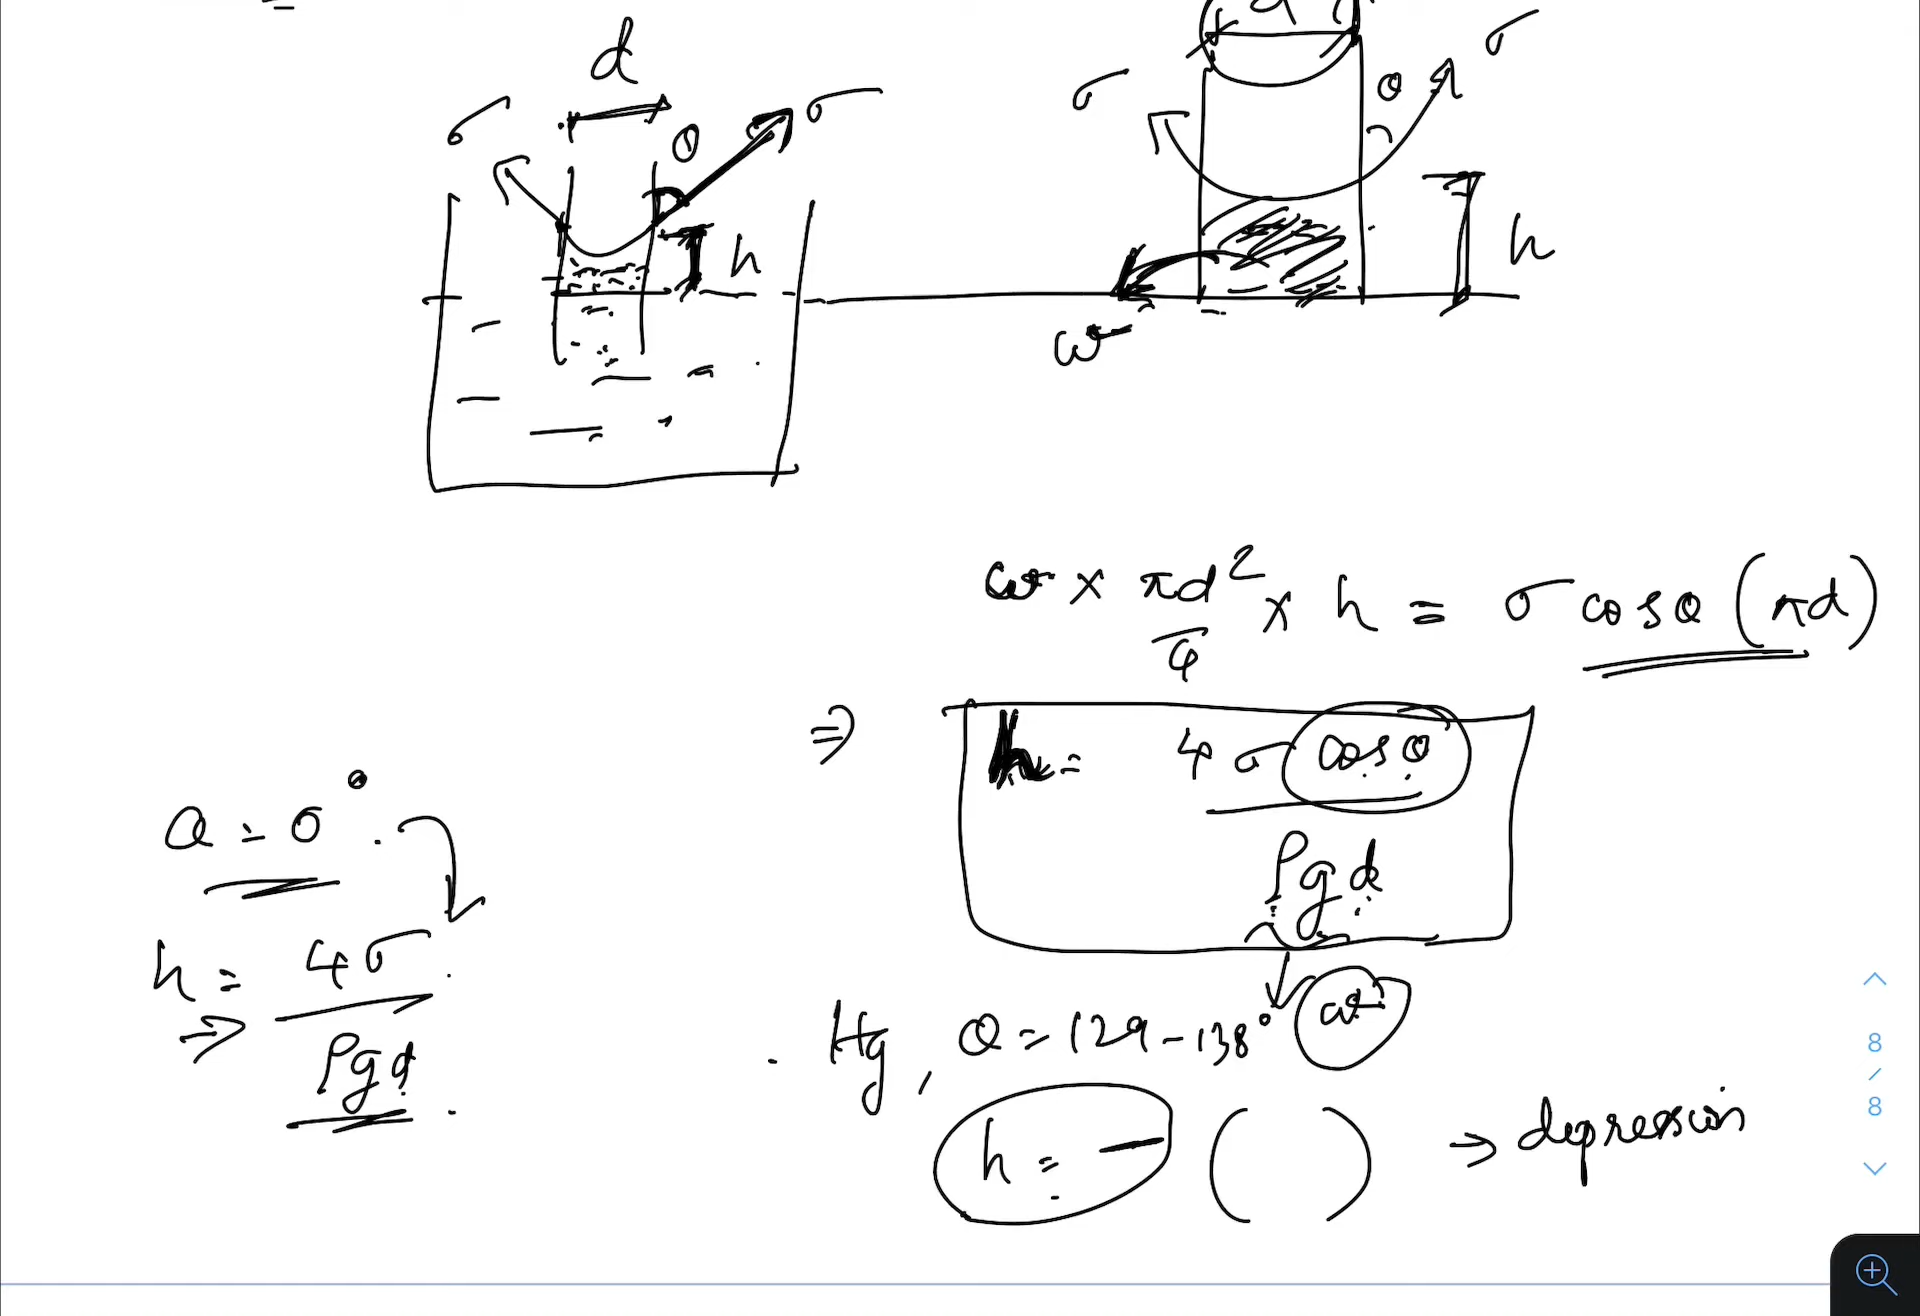 d
d
σ θ σ
σ θ σ
h
h
w
w × πd²/4 × h = σ cosθ (πd)
⇒ h = 4σ cosθ / ρgd
θ = 0°.
h = 4σ / ρgd
⇒
w
. Hg, θ = 129-138°
h = - ( ) → depression
8
/
8